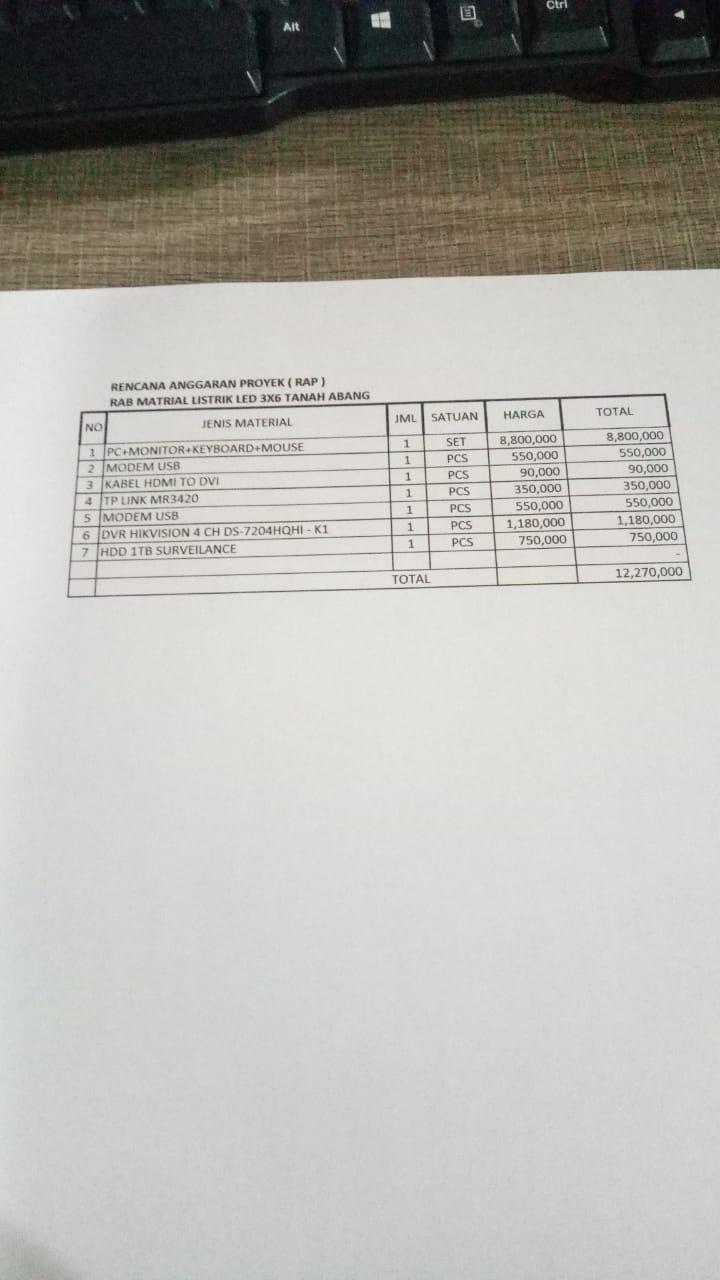 Alt
Ctrl
RENCANA ANGGARAN PROYEK ( RAP )
RAB MATRIAL LISTRIK LED 3X6 TANAH ABANG
NO JENIS MATERIAL JML SATUAN HARGA TOTAL
1 PC+MONITOR+KEYBOARD+MOUSE 1 SET 8,800,000 8,800,000
2 MODEM USB 1 PCS 550,000 550,000
3 KABEL HDMI TO DVI 1 PCS 90,000 90,000
4 TP LINK MR3420 1 PCS 350,000 350,000
5 MODEM USB 1 PCS 550,000 550,000
6 DVR HIKVISION 4 CH DS-7204HQHI - K1 1 PCS 1,180,000 1,180,000
7 HDD 1TB SURVEILANCE 1 PCS 750,000 750,000
-
TOTAL 12,270,000